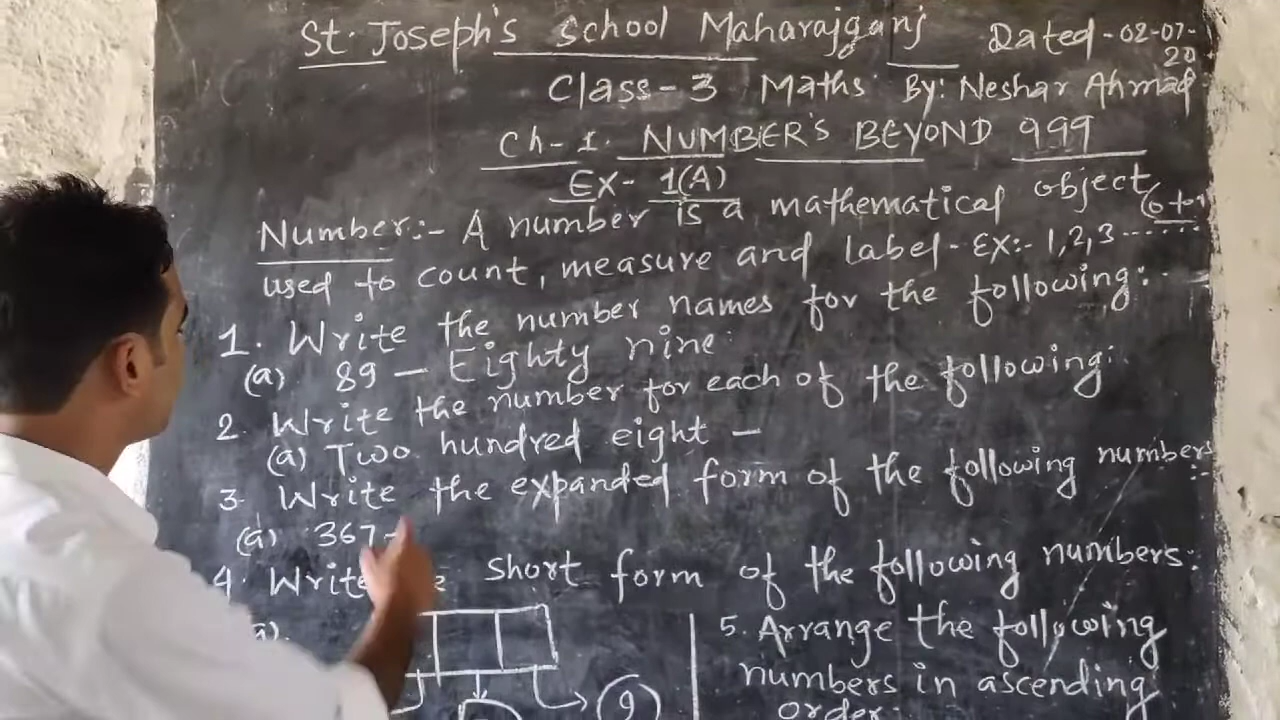 St. Joseph's School Maharajganj Dated-02-07-
20
Class-3 Maths By: Neshar Ahmad
Ch-1. NUMBER'S BEYOND 999
EX- 1(A)
Number:- A number is a mathematical object
used to count, measure and label- Ex:- 1,2,3......
1. Write the number names for the following:
(a) 89 - Eighty nine
2. Write the number for each of the following:
(a) Two hundred eight -
3. Write the expanded form of the following numbers:
(a) 367-
4. Write short form of the following numbers:
9
5. Arrange the following
numbers in ascending
order: